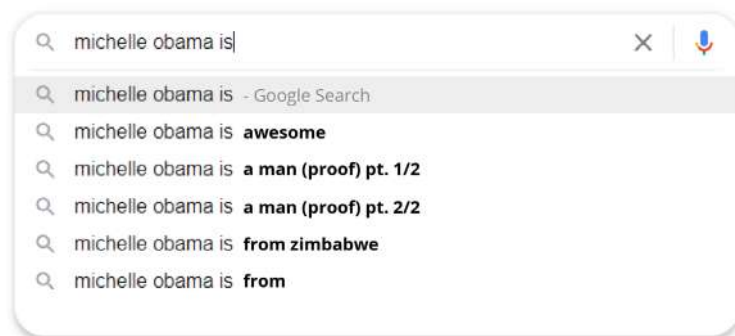 michelle obama is
michelle obama is - Google Search
michelle obama is awesome
michelle obama is a man (proof) pt. 1/2
michelle obama is a man (proof) pt. 2/2
michelle obama is from zimbabwe
michelle obama is from